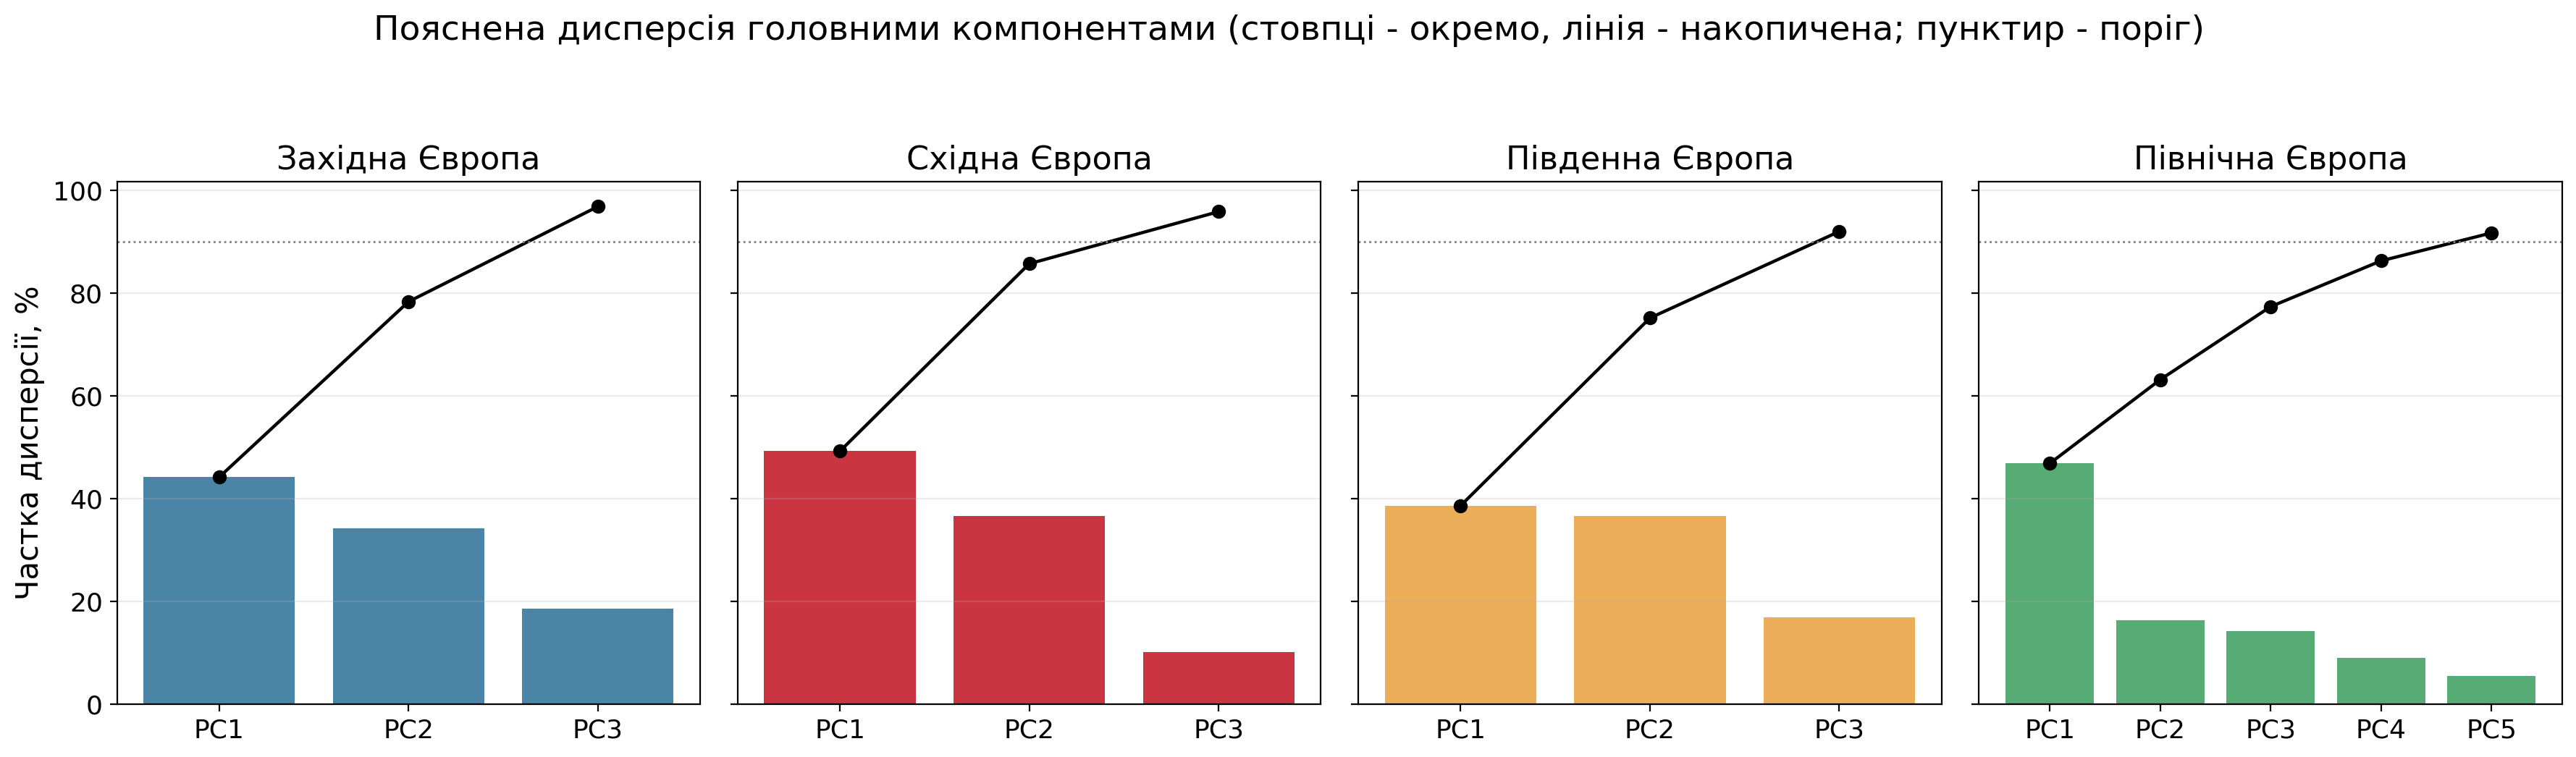 Пояснена дисперсія головними компонентами (стовпці - окремо, лінія - накопичена; пунктир - поріг)
Західна Європа
Східна Європа
Південна Європа
Північна Європа
Частка дисперсії, %
100
80
60
40
20
0
PC1 PC2 PC3
PC1 PC2 PC3
PC1 PC2 PC3
PC1 PC2 PC3 PC4 PC5